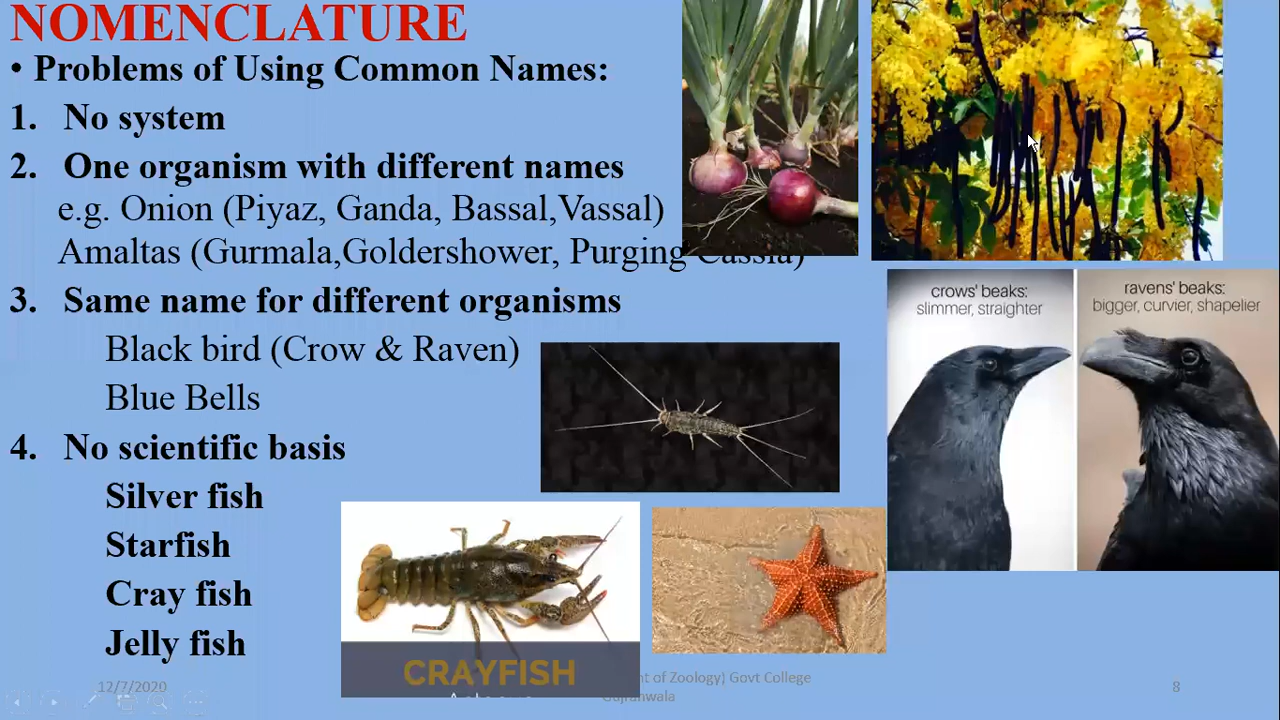 NOMENCLATURE
• Problems of Using Common Names:
1. No system
2. One organism with different names
e.g. Onion (Piyaz, Ganda, Bassal,Vassal)
Amaltas (Gurmala,Goldershower, Purging Cassia)
3. Same name for different organisms
Black bird (Crow & Raven)
Blue Bells
4. No scientific basis
Silver fish
Starfish
Cray fish
Jelly fish
crows' beaks:
slimmer, straighter
ravens' beaks:
bigger, curvier, shapelier
CRAYFISH
12/7/2020
of Zoology) Govt College
Gujranwala
8